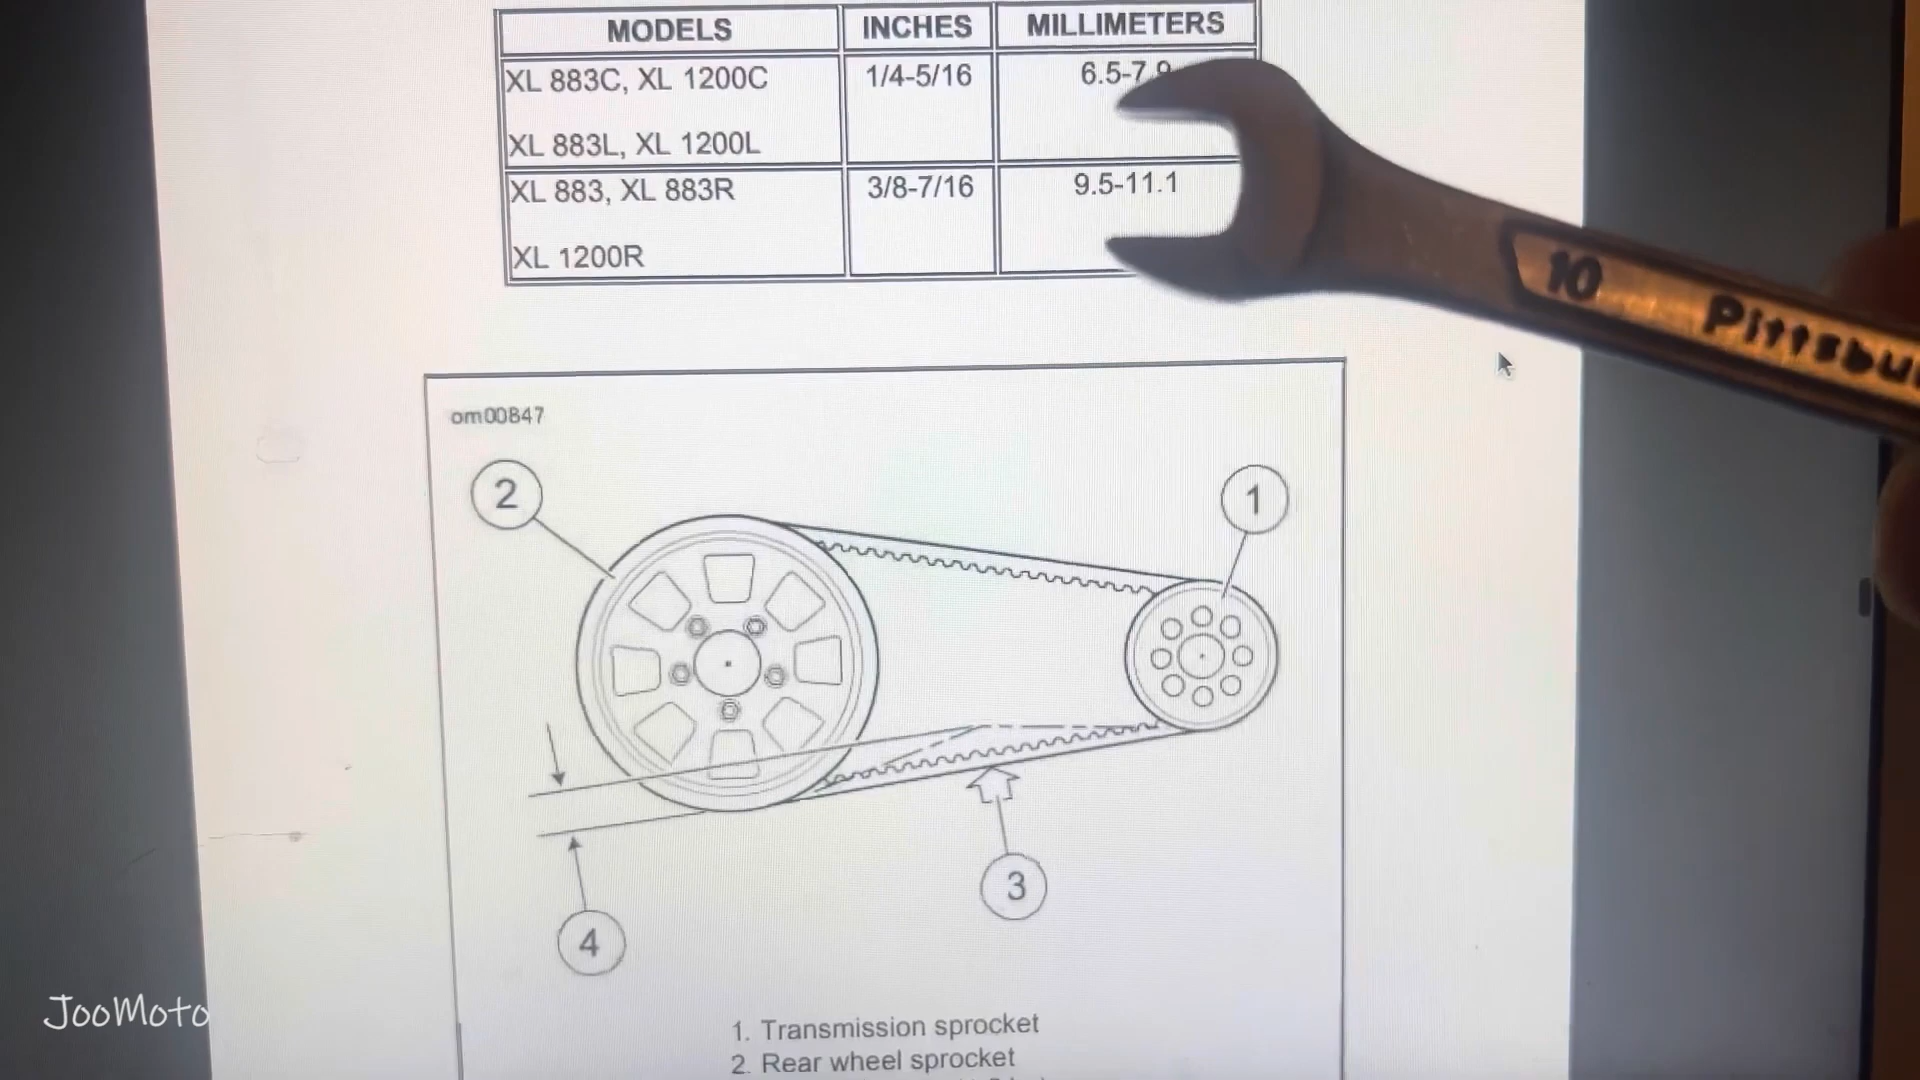 MODELS INCHES MILLIMETERS
XL 883C, XL 1200C 1/4-5/16
XL 883L, XL 1200L
XL 883, XL 883R 3/8-7/16 9.5-11.1
XL 1200R
10
om00847
2
1
3
4
1. Transmission sprocket
2. Rear wheel sprocket
JooMoto